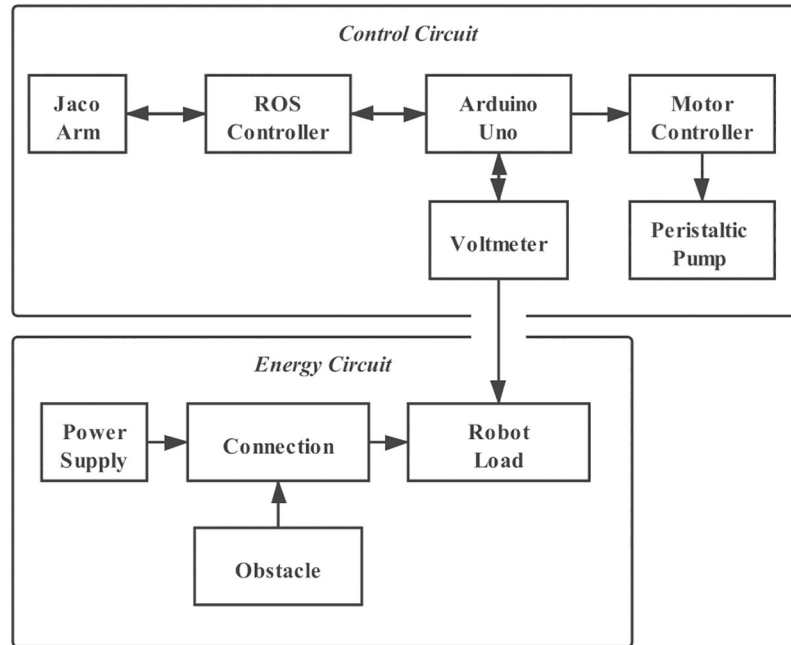 Control Circuit
Jaco
Arm
ROS
Controller
Arduino
Uno
Motor
Controller
Voltmeter
Peristaltic
Pump
Energy Circuit
Power
Supply
Connection
Robot
Load
Obstacle